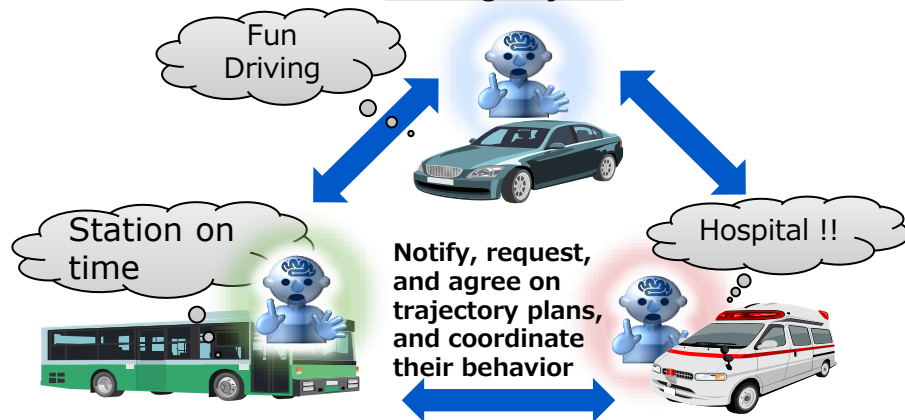 Fun
Driving
Station on
time
Hospital !!
Notify, request,
and agree on
trajectory plans,
and coordinate
their behavior